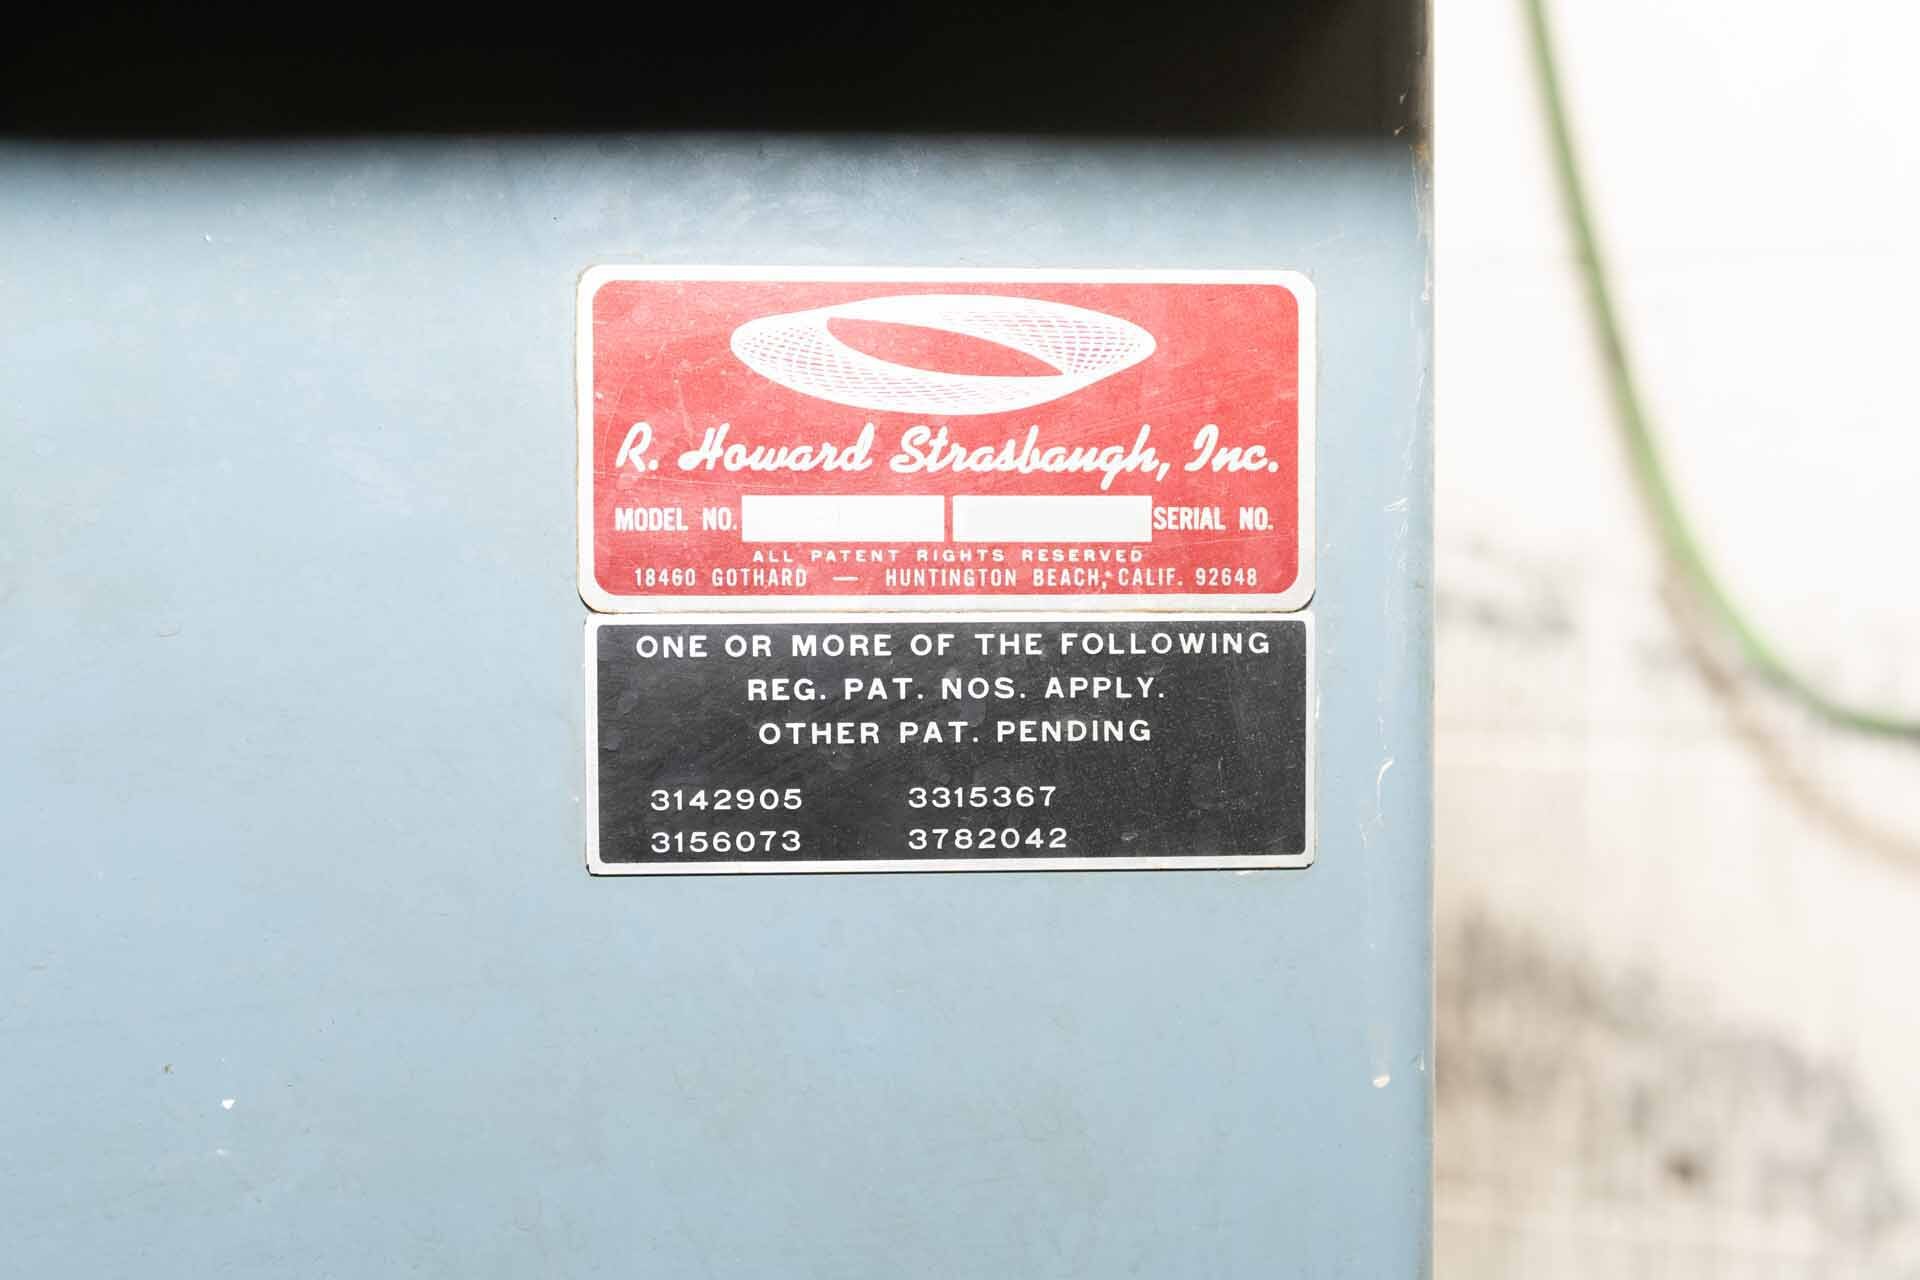 R. Howard Strasbaugh, Inc.
MODEL NO. SERIAL NO.
ALL PATENT RIGHTS RESERVED
18460 GOTHARD — HUNTINGTON BEACH, CALIF. 92648
ONE OR MORE OF THE FOLLOWING
REG. PAT. NOS. APPLY.
OTHER PAT. PENDING
3142905 3315367
3156073 3782042